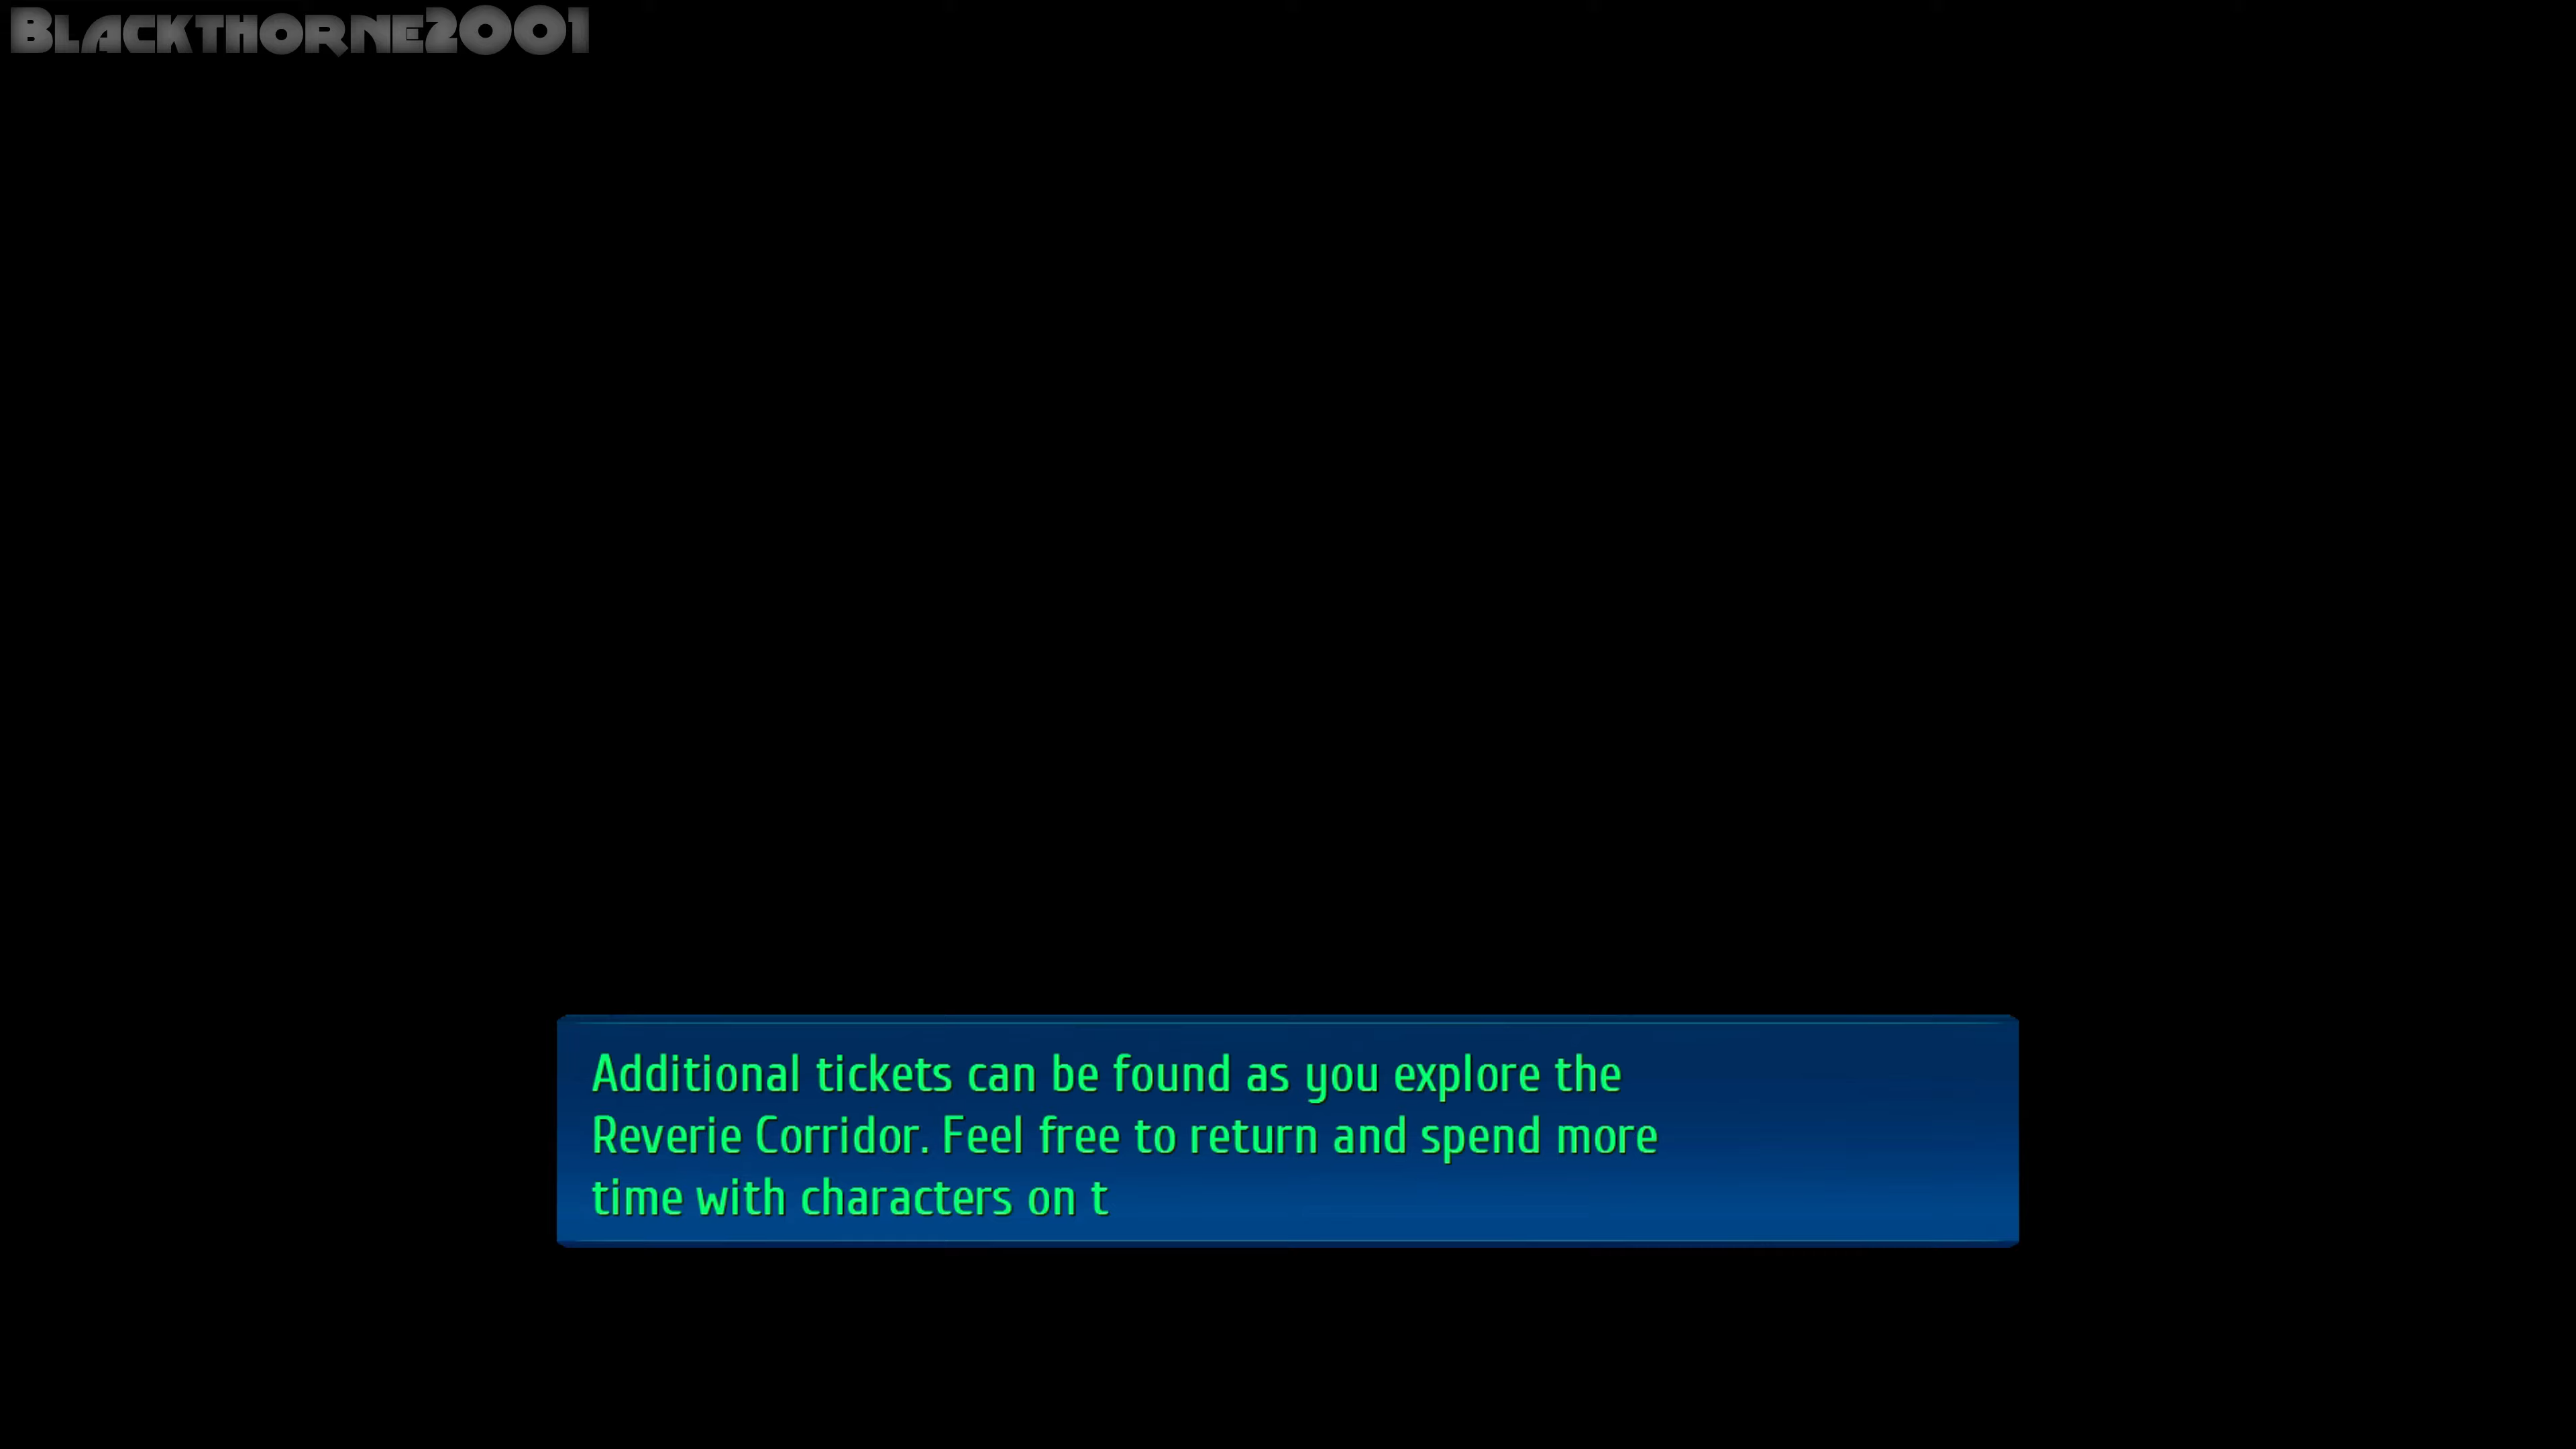 Blackthorne2001
Additional tickets can be found as you explore the
Reverie Corridor. Feel free to return and spend more
time with characters on t